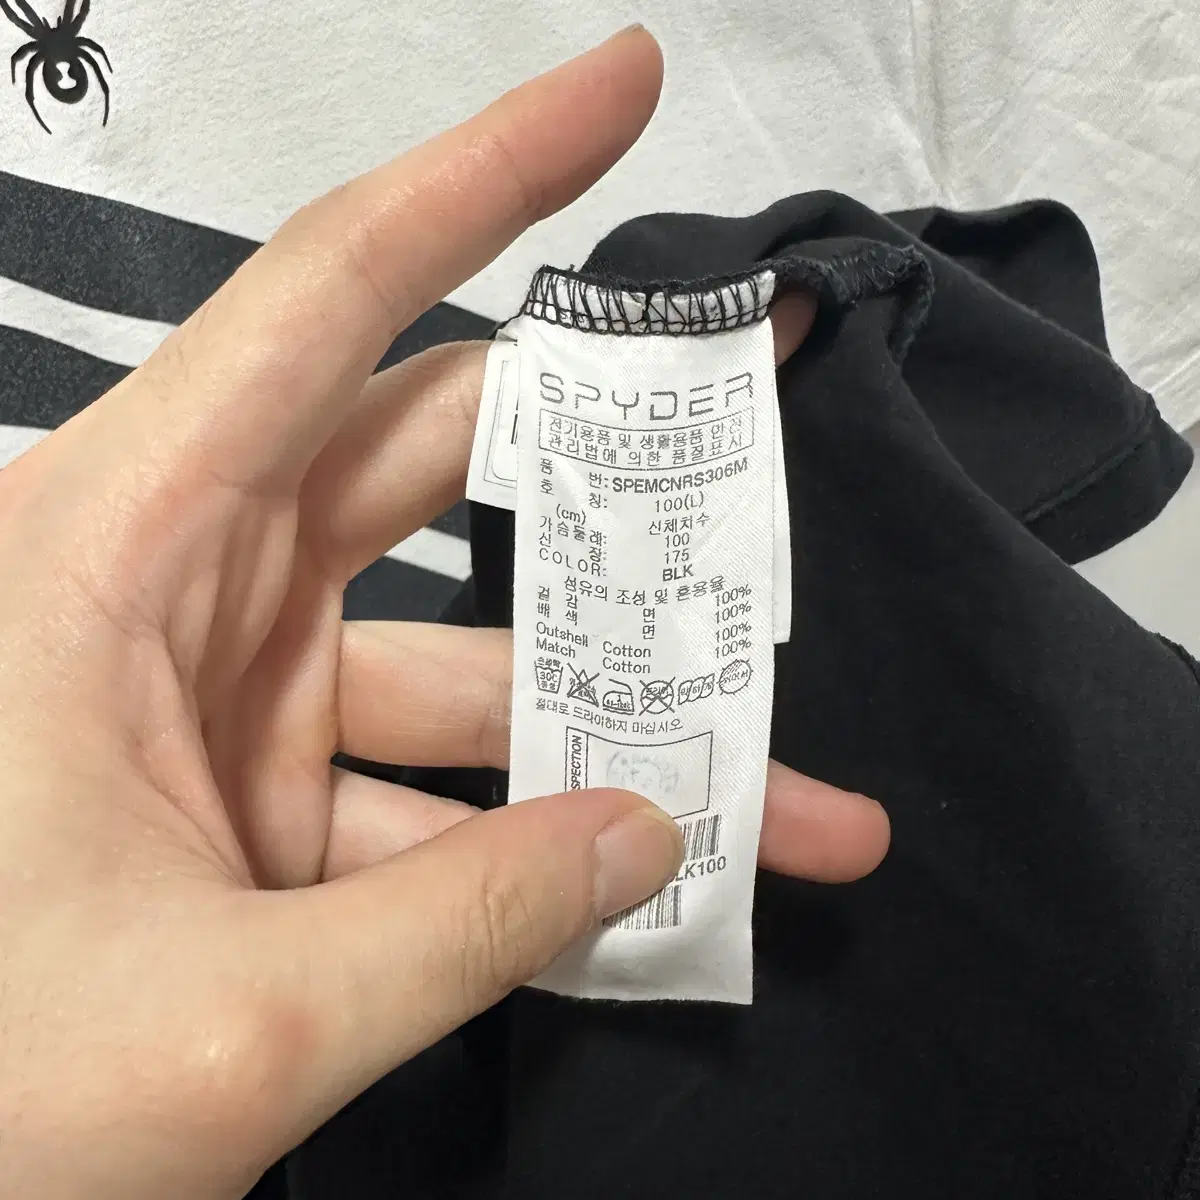 SPYDER
전기용품 및 생활용품 안전
관리법에 의한 품질표시
품 번: SPEMCNRS306M
호 칭: 100(L)
(cm) 신체치수
가슴둘레: 100
신 장: 175
COLOR: BLK
섬유의 조성 및 혼용율
겉 감 면 100%
배 색 면 100%
Outshell Cotton 100%
Match Cotton 100%
절대로 드라이하지 마십시오
LK100